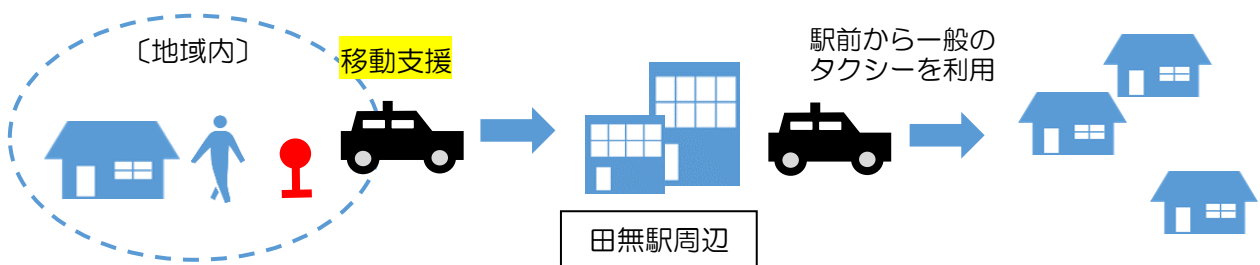 〔地域内〕
移動支援
駅前から一般の
タクシーを利用
田無駅周辺